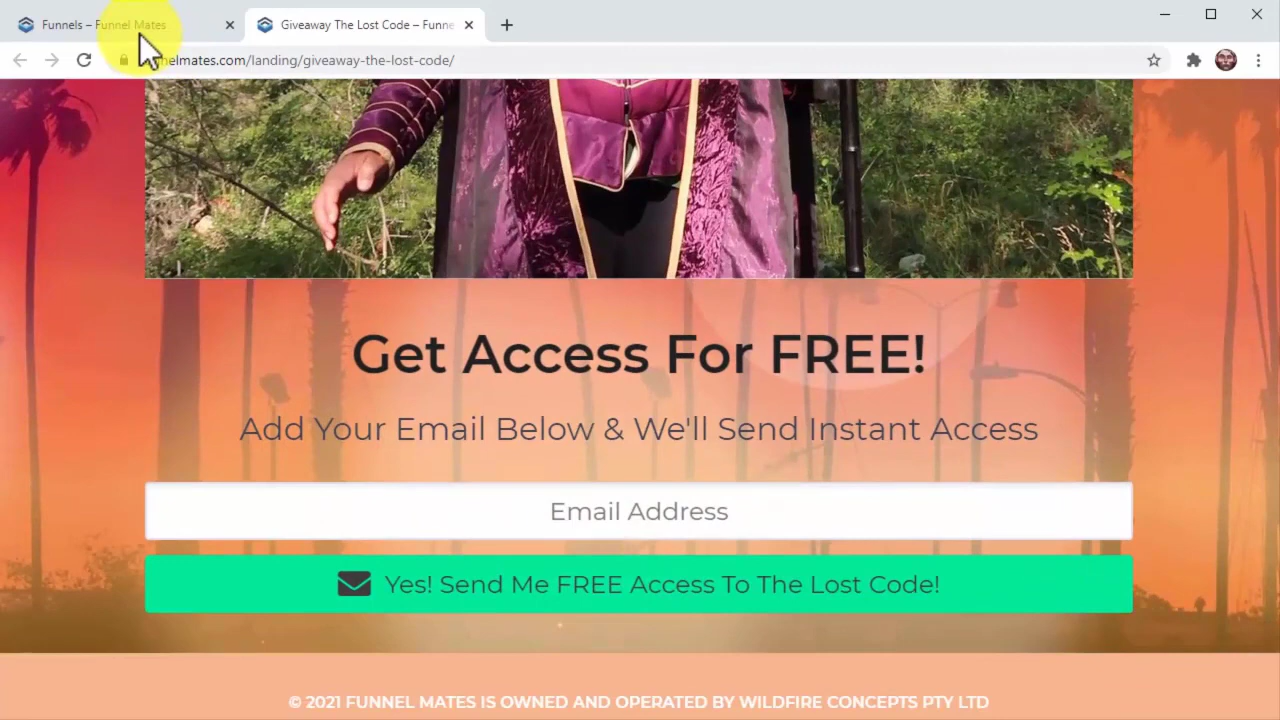 Funnels – Funnel Mates
Giveaway The Lost Code – Funne
nelmates.com/landing/giveaway-the-lost-code/
Get Access For FREE!
Add Your Email Below & We'll Send Instant Access
Email Address
Yes! Send Me FREE Access To The Lost Code!
© 2021 FUNNEL MATES IS OWNED AND OPERATED BY WILDFIRE CONCEPTS PTY LTD